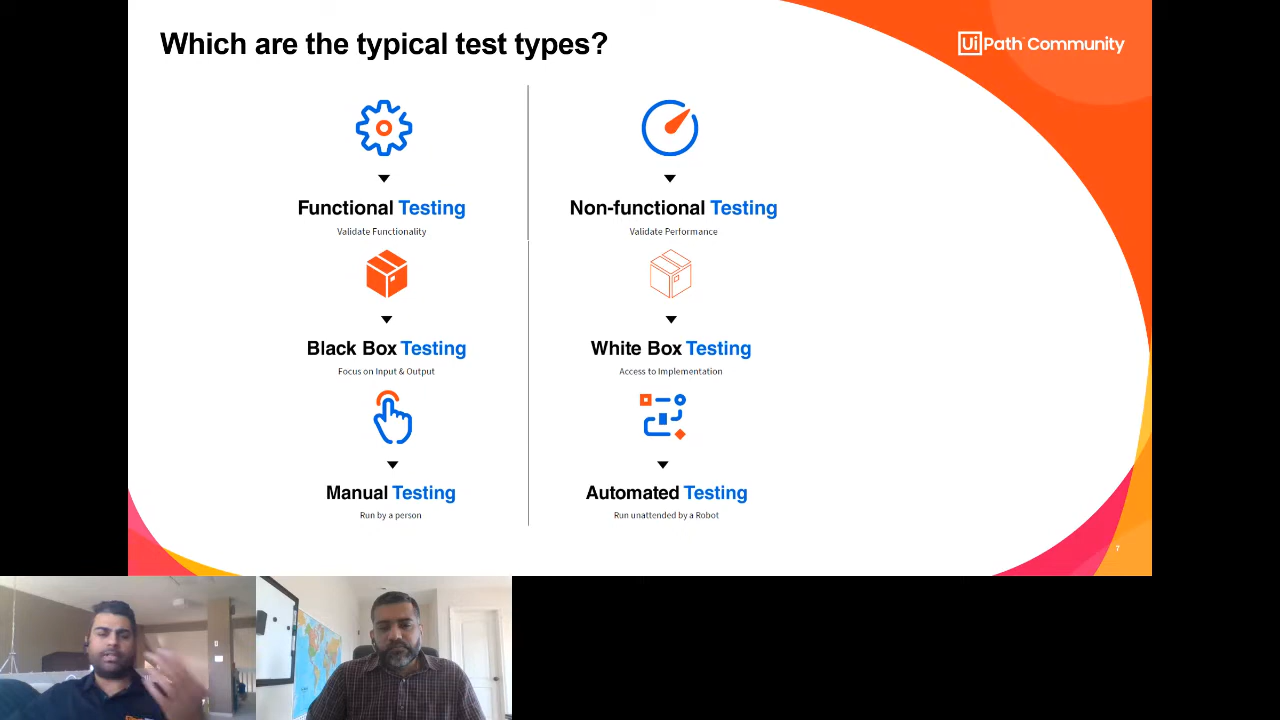 Which are the typical test types?
UiPath Community
Functional Testing
Validate Functionality
Non-functional Testing
Validate Performance
Black Box Testing
Focus on Input & Output
White Box Testing
Access to Implementation
Manual Testing
Run by a person
Automated Testing
Run unattended by a Robot
7